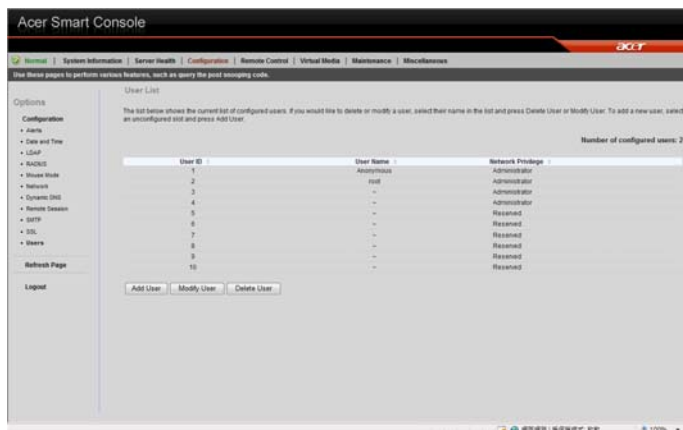 Acer Smart Console
acer
Normal | System Information | Server Health | Configuration | Remote Control | Virtual Media | Maintenance | Miscellaneous
Use these pages to perform various features, such as query the post snooping code.
Options
Configuration
• Alerts
• Date and Time
• LDAP
• RADIUS
• Mouse Mode
• Network
• Dynamic DNS
• Remote Session
• SMTP
• SSL
• Users
Refresh Page
Logout
User List
The list below shows the current list of configured users. If you would like to delete or modify a user, select their name in the list and press Delete User or Modify User. To add a new user, select
an unconfigured slot and press Add User.
Number of configured users: 2
User ID User Name Network Privilege
1 Anonymous Administrator
2 root Administrator
3 ~ Administrator
4 ~ Administrator
5 ~ Reserved
6 ~ Reserved
7 ~ Reserved
8 ~ Reserved
9 ~ Reserved
10 ~ Reserved
Add User Modify User Delete User
100%